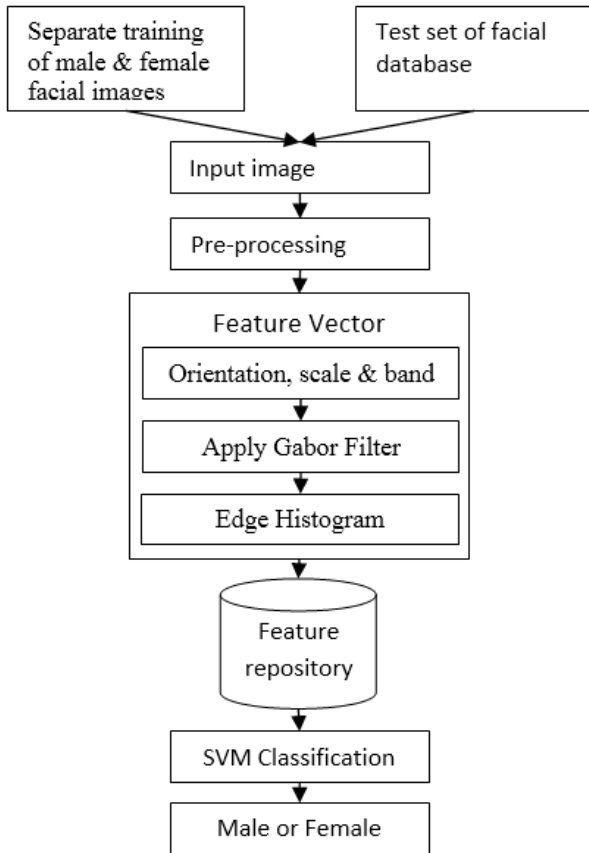 Separate training
of male & female
facial images
Test set of facial
database
Input image
Pre-processing
Feature Vector
Orientation, scale & band
Apply Gabor Filter
Edge Histogram
Feature
repository
SVM Classification
Male or Female